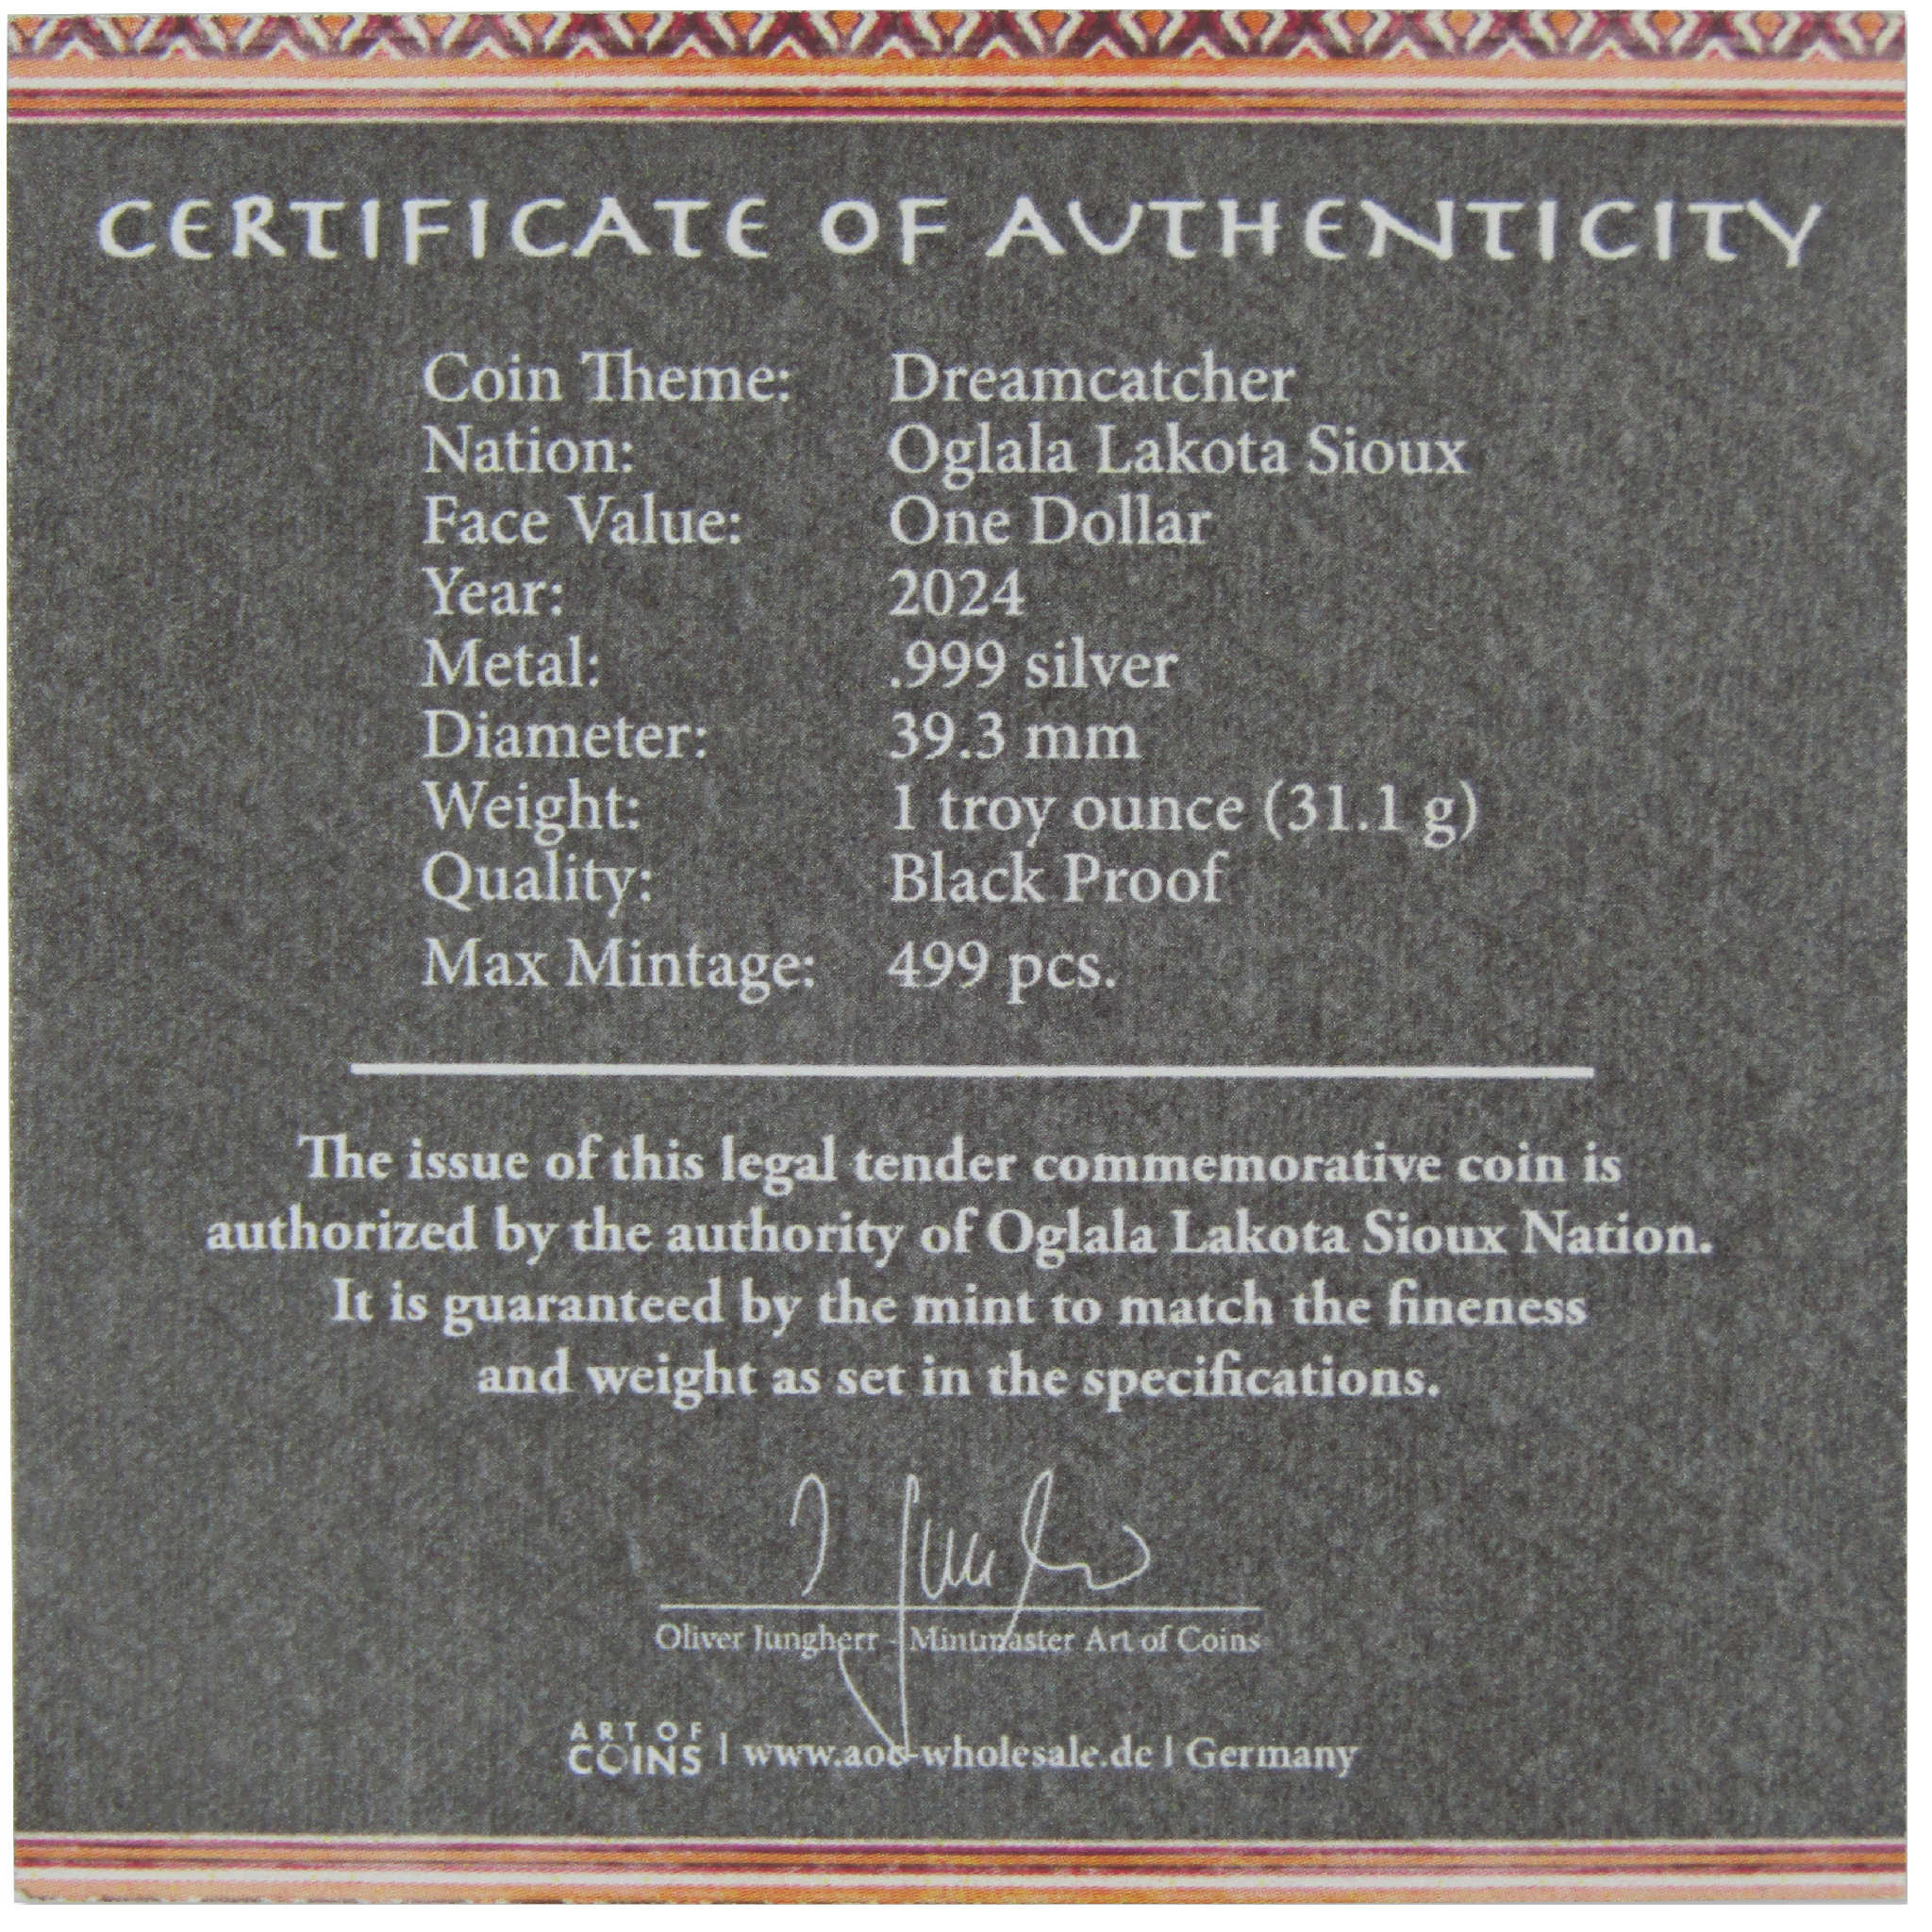 CERTIFICATE OF AUTHENTICITY
Coin Theme: Dreamcatcher
Nation: Oglala Lakota Sioux
Face Value: One Dollar
Year: 2024
Metal: .999 silver
Diameter: 39.3 mm
Weight: 1 troy ounce (31.1 g)
Quality: Black Proof
Max Mintage: 499 pcs.
The issue of this legal tender commemorative coin is
authorized by the authority of Oglala Lakota Sioux Nation.
It is guaranteed by the mint to match the fineness
and weight as set in the specifications.
Oliver Jungherr - Mintmaster Art of Coins
ART OF
COINS | www.aoc-wholesale.de | Germany